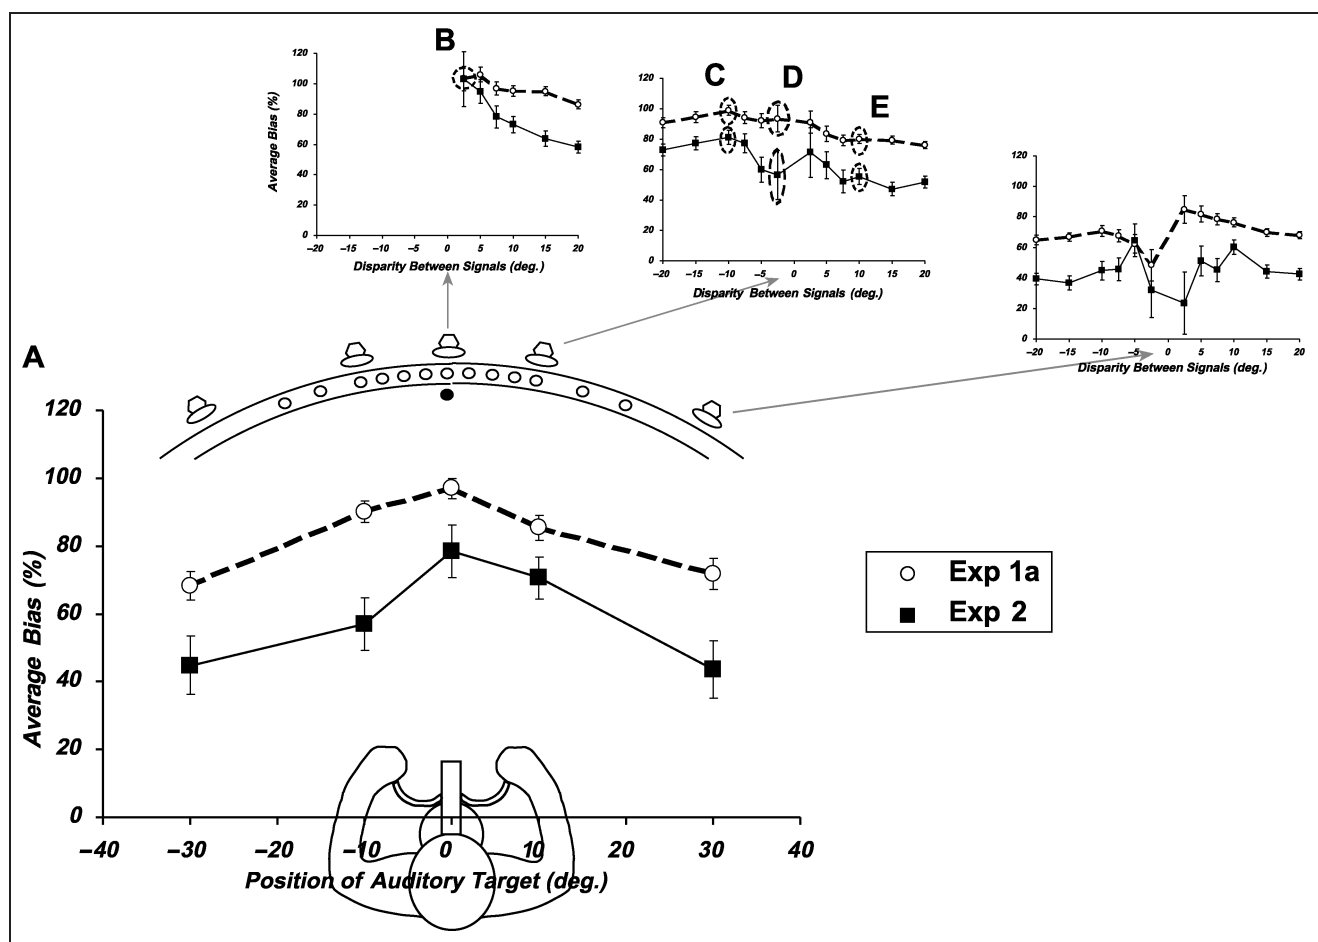 B
120
100
80
60
40
20
0
Average Bias (%)
−20 −15 −10 −5 0 5 10 15 20
Disparity Between Signals (deg.)
C D E
120
100
80
60
40
20
0
−20 −15 −10 −5 0 5 10 15 20
Disparity Between Signals (deg.)
120
100
80
60
40
20
0
−20 −15 −10 −5 0 5 10 15 20
Disparity Between Signals (deg.)
A
120
100
80
60
40
20
0
Average Bias (%)
−40 −30 −20 −10 0 10 20 30 40
Position of Auditory Target (deg.)
Exp 1a
Exp 2